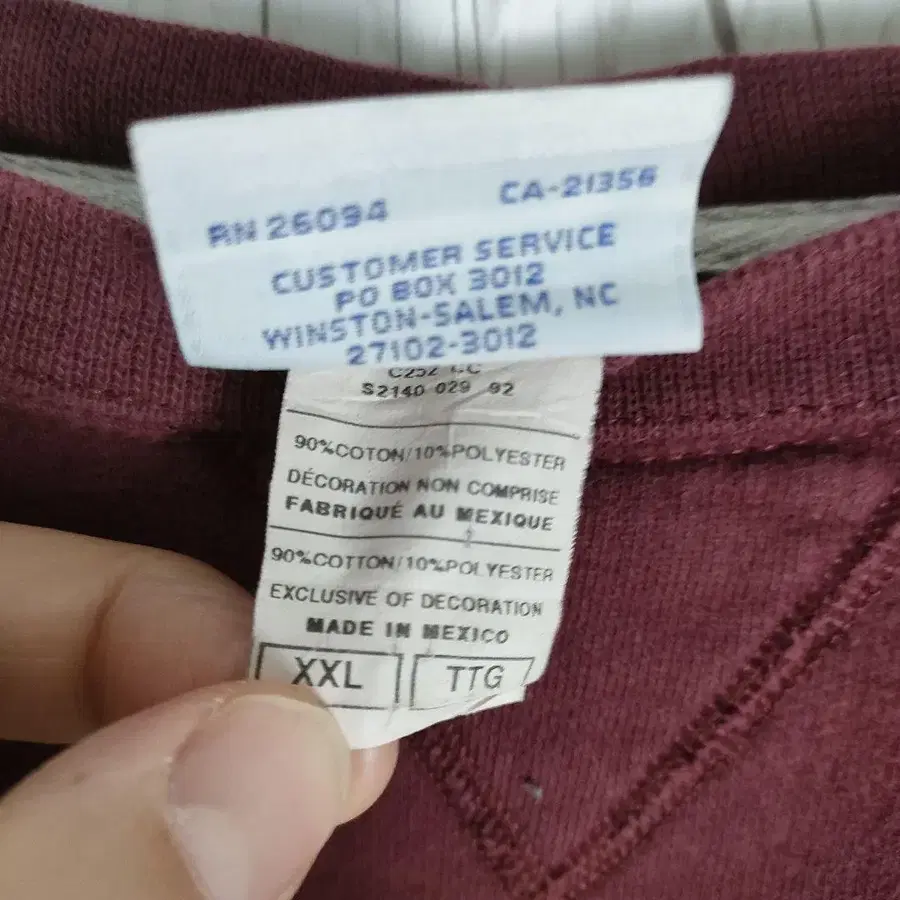 RN 26094 CA-21356
CUSTOMER SERVICE
PO BOX 3012
WINSTON-SALEM, NC
27102-3012
C252
S2140 029 92
90%COTON/10%POLYESTER
DÉCORATION NON COMPRISE
FABRIQUÉ AU MEXIQUE
90%COTTON/10%POLYESTER
EXCLUSIVE OF DECORATION
MADE IN MEXICO
XXL TTG